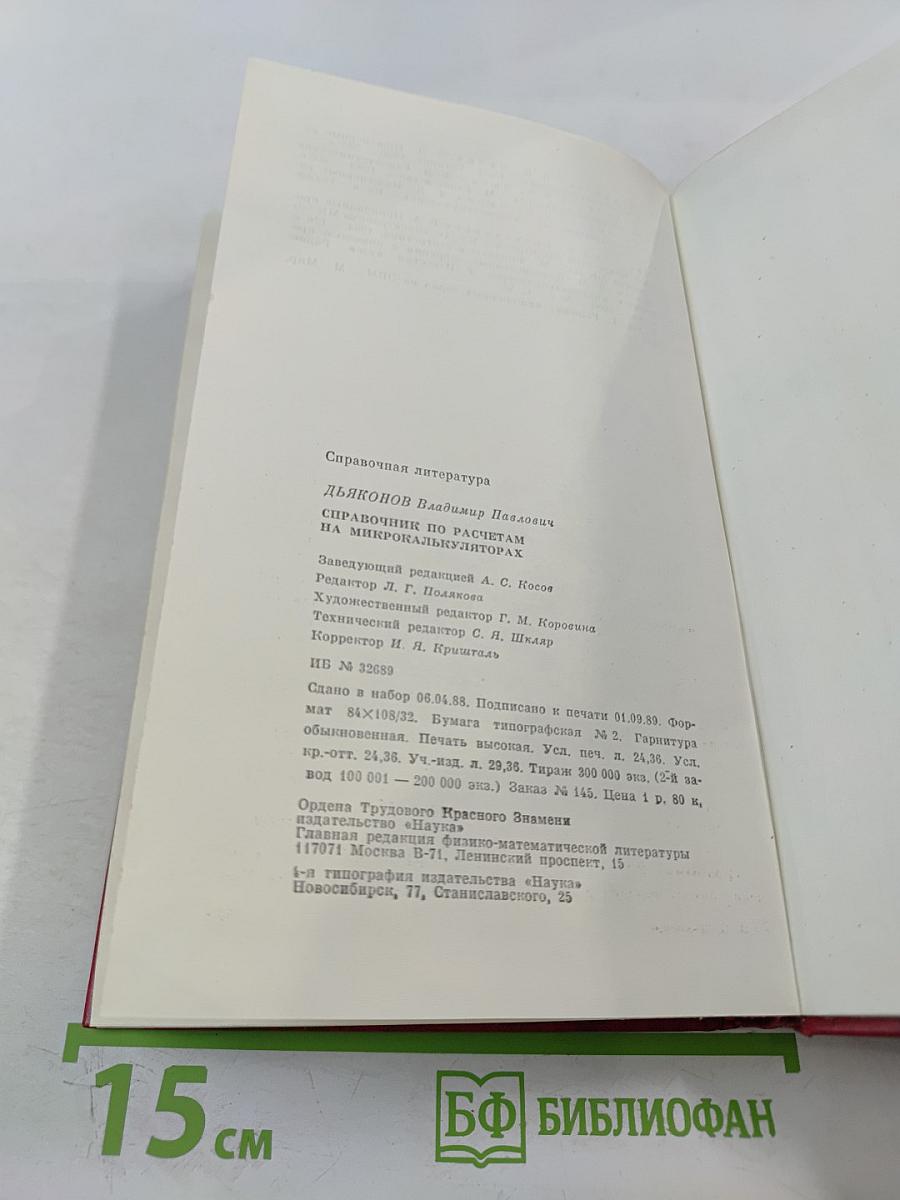 Справочная литература
ДЬЯКОНОВ Владимир Павлович
СПРАВОЧНИК ПО РАСЧЕТАМ
НА МИКРОКАЛЬКУЛЯТОРАХ
Заведующий редакцией А. С. Косов
Редактор Л. Г. Полякова
Художественный редактор Г. М. Коровина
Технический редактор С. Я. Шкляр
Корректор И. Я. Кришталь
ИБ № 32689
Сдано в набор 06.04.88. Подписано к печати 01.09.89. Фор-
мат 84×108/32. Бумага типографская № 2. Гарнитура
обыкновенная. Печать высокая. Усл. печ. л. 24,36. Усл.
кр.-отт. 24,36. Уч.-изд. л. 29,36. Тираж 300 000 экз. (2-й за-
вод 100 001 — 200 000 экз.) Заказ № 145. Цена 1 р. 80 к.
Ордена Трудового Красного Знамени
издательство «Наука»
Главная редакция физико-математической литературы
117071 Москва В-71, Ленинский проспект, 15
4-я типография издательства «Наука»
Новосибирск, 77, Станиславского, 25
15 см
БФ БИБЛИОФАН